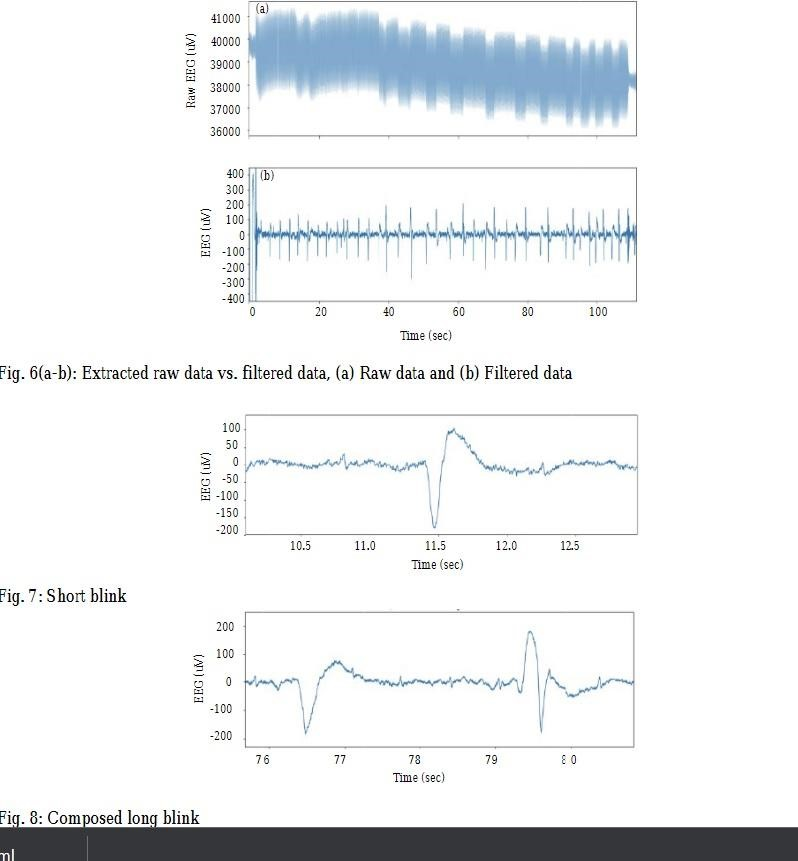 (a)
41000
40000
39000
38000
37000
36000
Raw EEG (uV)
(b)
400
300
200
100
0
-100
-200
-300
-400
EEG (uV)
0 20 40 60 80 100
Time (sec)
Fig. 6(a-b): Extracted raw data vs. filtered data, (a) Raw data and (b) Filtered data
100
50
0
-50
-100
-150
-200
EEG (uV)
10.5 11.0 11.5 12.0 12.5
Time (sec)
Fig. 7: Short blink
200
100
0
-100
-200
EEG (uV)
76 77 78 79 80
Time (sec)
Fig. 8: Composed long blink
ml